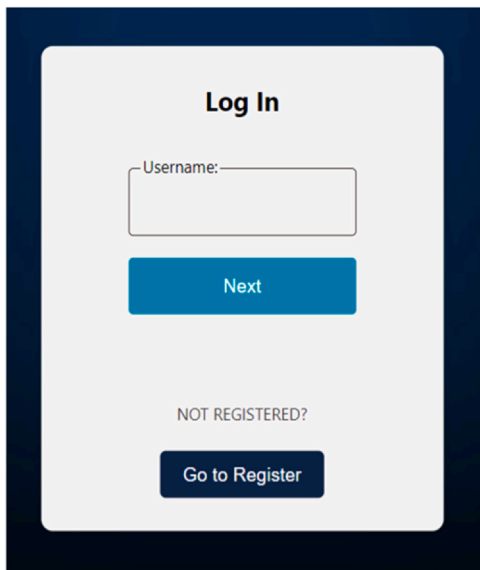 Log In
Username:
Next
NOT REGISTERED?
Go to Register